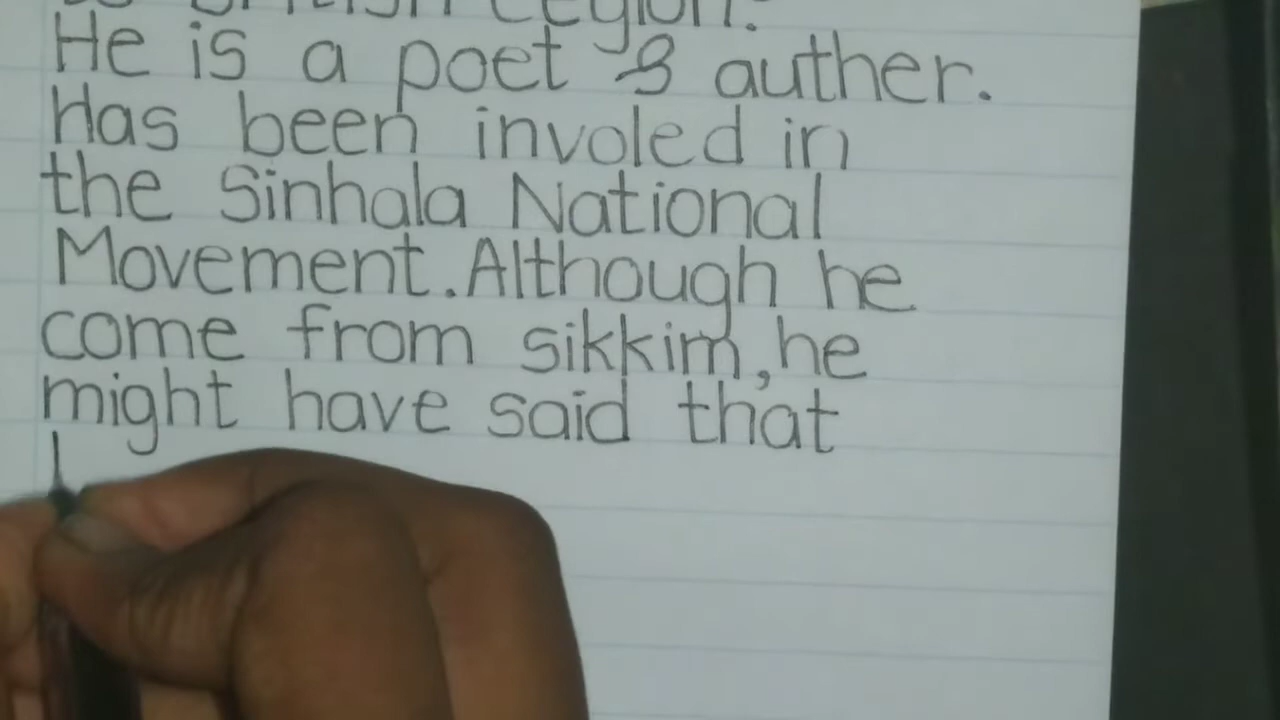 He is a poet & auther.
Has been involed in
the Sinhala National
Movement. Although he
come from sikkim, he
might have said that